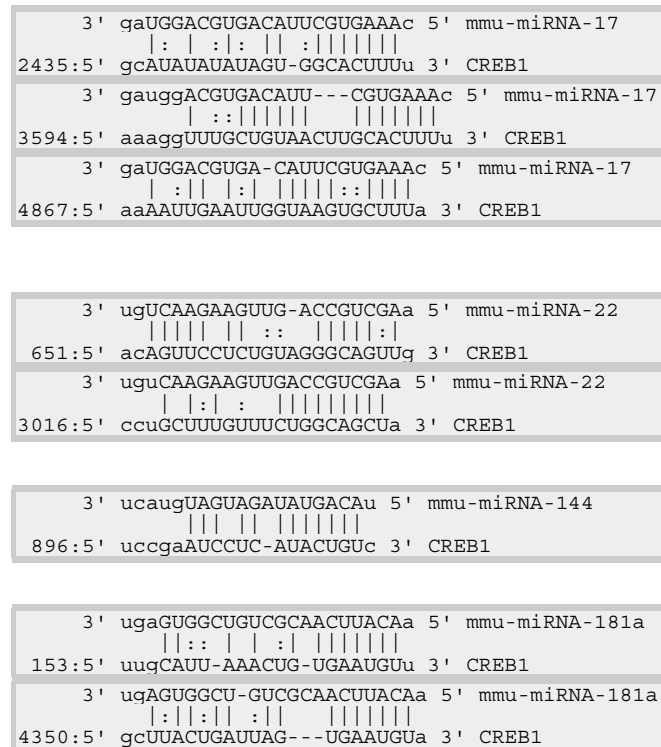 3' gaUGGACGUGACAUUCGUGAAAc 5' mmu-miRNA-17
|: | :|: || :|||||||
2435:5' gcAUAUAUAUAGU-GGCACUUUu 3' CREB1
3' gauggACGUGACAUU---CGUGAAAc 5' mmu-miRNA-17
| ::|||||| |||||||
3594:5' aaaggUUUGCUGUAACUUGCACUUUu 3' CREB1
3' gaUGGACGUGA-CAUUCGUGAAAc 5' mmu-miRNA-17
| :|| |:| |||||::||||
4867:5' aaAAUUGAAUUGGUAAGUGCUUUa 3' CREB1
3' ugUCAAGAAGUUG-ACCGUCGAa 5' mmu-miRNA-22
||||| || :: |||||:|
651:5' acAGUUCCUCUGUAGGGCAGUUg 3' CREB1
3' uguCAAGAAGUUGACCGUCGAa 5' mmu-miRNA-22
| |:| : |||||||||
3016:5' ccuGCUUUGUUUCUGGCAGCUa 3' CREB1
3' ucaugUAGUAGAUAUGACAu 5' mmu-miRNA-144
||| || |||||||
896:5' uccgaAUCCUC-AUACUGUc 3' CREB1
3' ugaGUGGCUGUCGCAACUUACAa 5' mmu-miRNA-181a
||:: | | :| |||||||
153:5' uugCAUU-AAACUG-UGAAUGUu 3' CREB1
3' ugAGUGGCU-GUCGCAACUUACAa 5' mmu-miRNA-181a
|:||:|| :|| |||||||
4350:5' gcUUACUGAUUAG---UGAAUGUa 3' CREB1